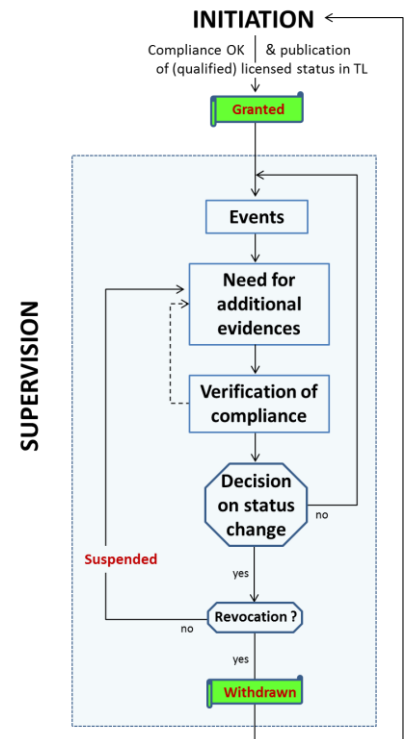 INITIATION
Compliance OK & publication
of (qualified) licensed status in TL
Granted
SUPERVISION
Events
Need for
additional
evidences
Verification of
compliance
Decision
on status
change
no
yes
Suspended
Revocation ?
no
yes
Withdrawn